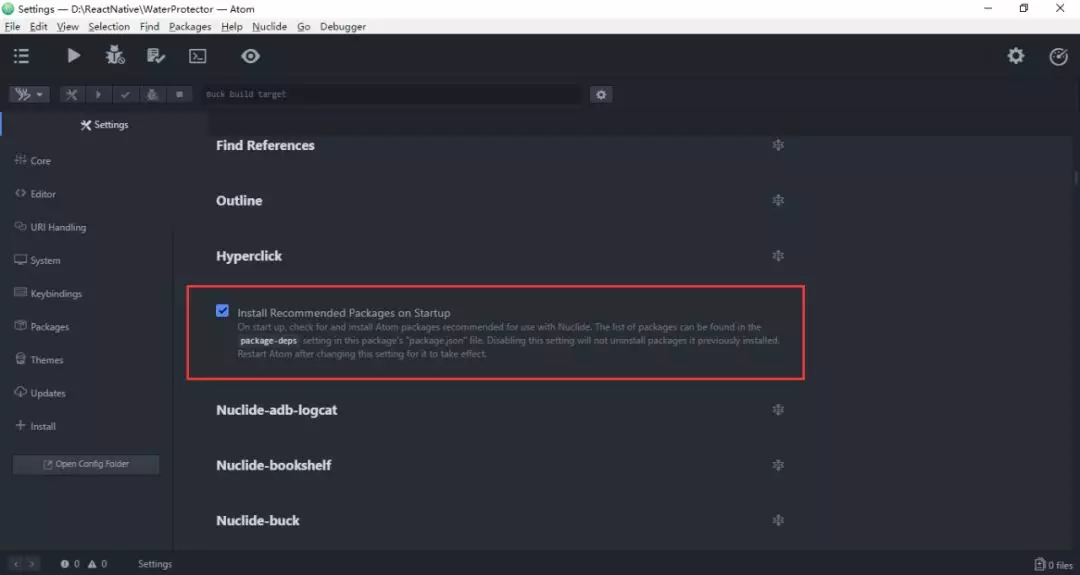 Settings — D:\ReactNative\WaterProtector — Atom
File Edit View Selection Find Packages Help Nuclide Go Debugger
Buck build target
Settings
Core
Editor
URI Handling
System
Keybindings
Packages
Themes
Updates
Install
Open Config Folder
Find References
Outline
Hyperclick
Install Recommended Packages on Startup
On start up, check for and install Atom packages recommended for use with Nuclide. The list of packages can be found in the
package-deps setting in this package's "package.json" file. Disabling this setting will not uninstall packages it previously installed.
Restart Atom after changing this setting for it to take effect.
Nuclide-adb-logcat
Nuclide-bookshelf
Nuclide-buck
0 0 Settings 0 files